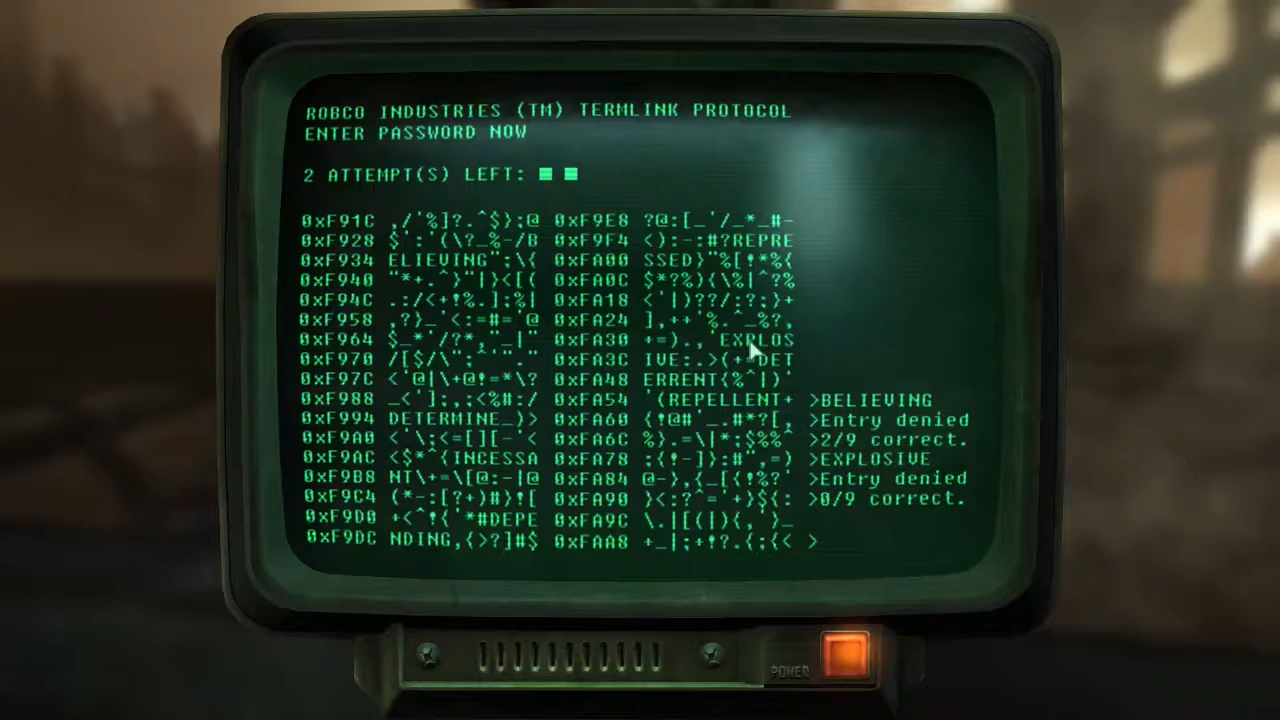 ROBCO INDUSTRIES (TM) TERMLINK PROTOCOL
ENTER PASSWORD NOW
2 ATTEMPT(S) LEFT:
0xF91C ,/'%]?.^$};@ 0xF9E8 ?@:[_'/_*_#-
0xF928 $':'(\?_%-/B 0xF9F4 <):-:#?REPRE
0xF934 ELIEVING";\{ 0xFA00 SSED}"%[!*%{
0xF940 "*+.^}"|}<[( 0xFA0C $*?%){\%|^?%
0xF94C .:/<+!%.];%| 0xFA18 <'|)??/:?;}+
0xF958 ,?}_'<:=#='@ 0xFA24 ],++'%.^_%?,
0xF964 $_*'/?*,"_|" 0xFA30 +=).,'EXPLOS
0xF970 /[$/\";^'"." 0xFA3C IVE:.>(+=DET
0xF97C <'@|\+@!=*\? 0xFA48 ERRENT{%^|)'
0xF988 _<']:,:<%#:/ 0xFA54 '(REPELLENT+ >BELIEVING
0xF994 DETERMINE_}> 0xFA60 {!@#'_.#*?[, >Entry denied
0xF9A0 <'\;<=[][-'< 0xFA6C %}.=\|*;$%%^ >2/9 correct.
0xF9AC <$*^{INCESSA 0xFA78 ;{!-]}:#",=) >EXPLOSIVE
0xF9B8 NT\+=\[@:-|@ 0xFA84 @-},{_[{!%?' >Entry denied
0xF9C4 (*-:[?+)#}![ 0xFA90 }<:?^='+}${: >0/9 correct.
0xF9D0 +<^!{'*#DEPE 0xFA9C \.|[(|){,'}_
0xF9DC NDING,{>?]#$ 0xFAA8 +_|;+!?.{;{< >
POWER